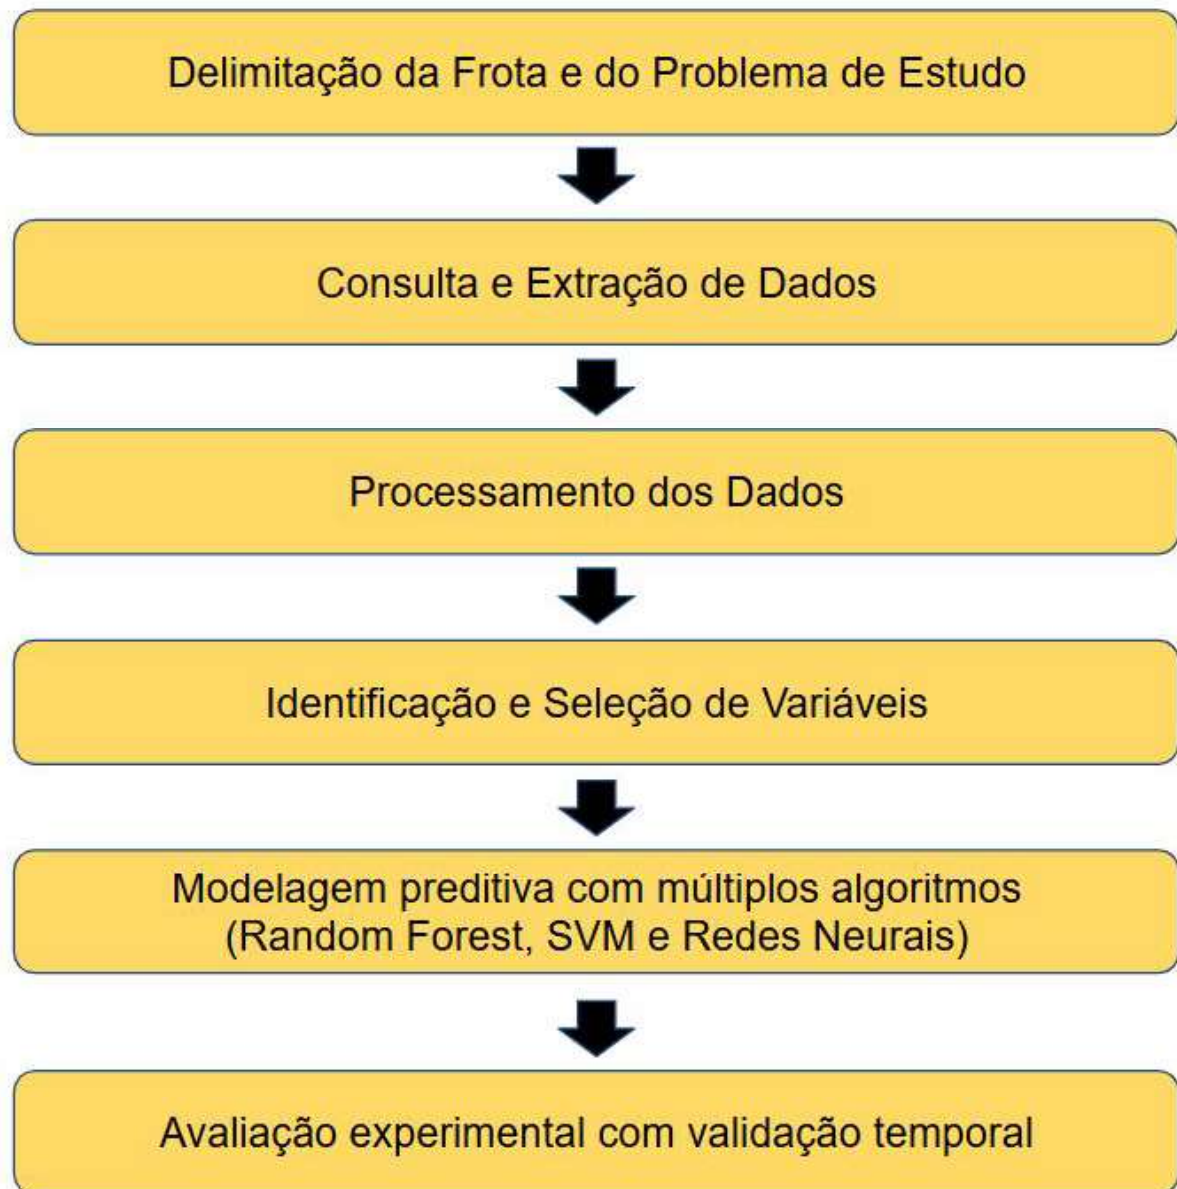 Delimitação da Frota e do Problema de Estudo
Consulta e Extração de Dados
Processamento dos Dados
Identificação e Seleção de Variáveis
Modelagem preditiva com múltiplos algoritmos
(Random Forest, SVM e Redes Neurais)
Avaliação experimental com validação temporal